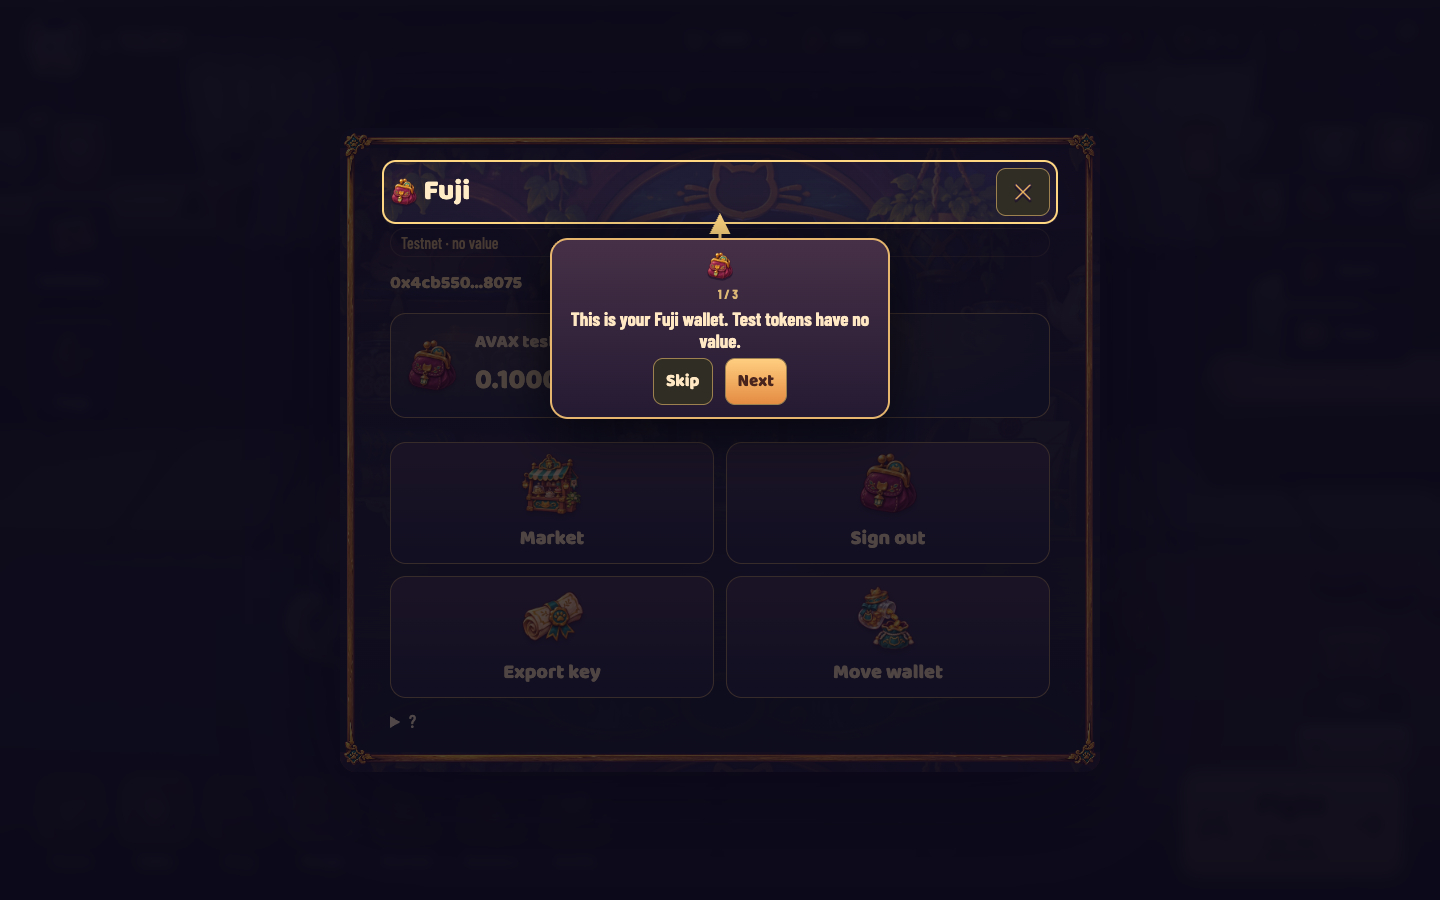 Fuji
Testnet · no value
0x4cb550...8075
1 / 3
This is your Fuji wallet. Test tokens have no
value.
Skip
Next
Market
Sign out
Export key
Move wallet
?